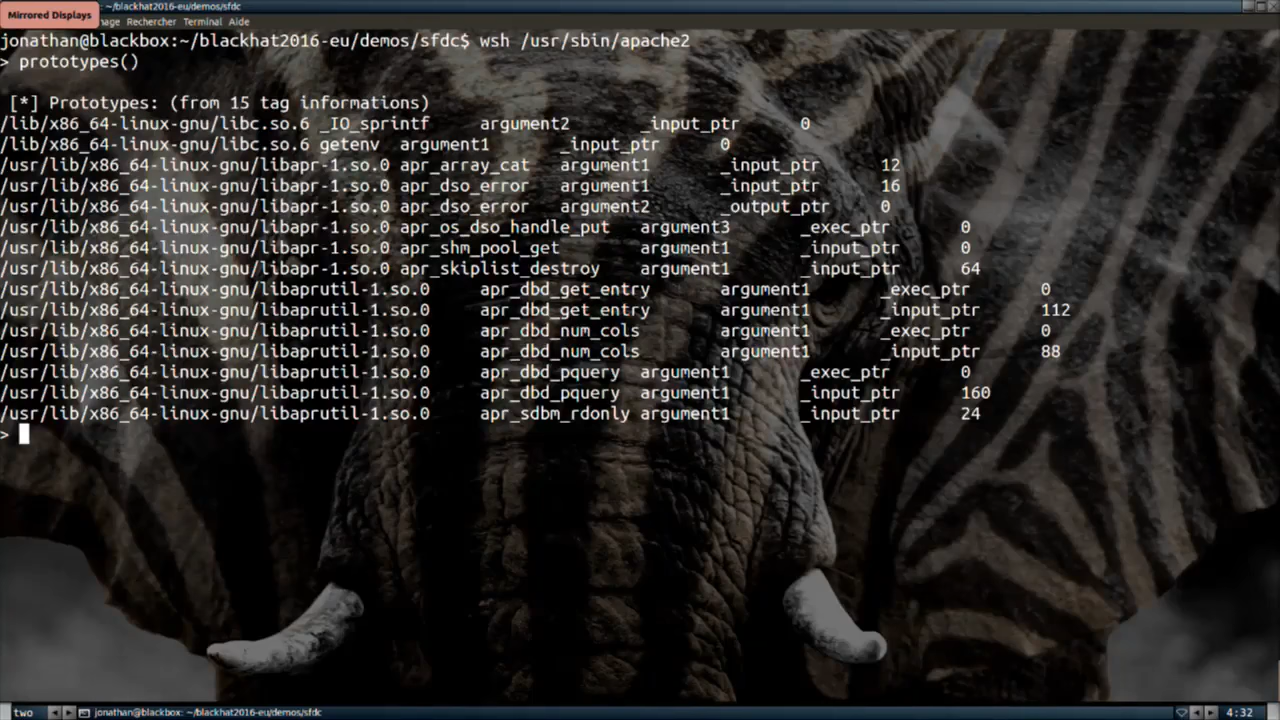 Mirrored Displays
: ~/blackhat2016-eu/demos/sfdc
nage Rechercher Terminal Aide
jonathan@blackbox:~/blackhat2016-eu/demos/sfdc$ wsh /usr/sbin/apache2
> prototypes()
[*] Prototypes: (from 15 tag informations)
/lib/x86_64-linux-gnu/libc.so.6 _IO_sprintf argument2 _input_ptr 0
/lib/x86_64-linux-gnu/libc.so.6 getenv argument1 _input_ptr 0
/usr/lib/x86_64-linux-gnu/libapr-1.so.0 apr_array_cat argument1 _input_ptr 12
/usr/lib/x86_64-linux-gnu/libapr-1.so.0 apr_dso_error argument1 _input_ptr 16
/usr/lib/x86_64-linux-gnu/libapr-1.so.0 apr_dso_error argument2 _output_ptr 0
/usr/lib/x86_64-linux-gnu/libapr-1.so.0 apr_os_dso_handle_put argument3 _exec_ptr 0
/usr/lib/x86_64-linux-gnu/libapr-1.so.0 apr_shm_pool_get argument1 _input_ptr 0
/usr/lib/x86_64-linux-gnu/libapr-1.so.0 apr_skiplist_destroy argument1 _input_ptr 64
/usr/lib/x86_64-linux-gnu/libaprutil-1.so.0 apr_dbd_get_entry argument1 _exec_ptr 0
/usr/lib/x86_64-linux-gnu/libaprutil-1.so.0 apr_dbd_get_entry argument1 _input_ptr 112
/usr/lib/x86_64-linux-gnu/libaprutil-1.so.0 apr_dbd_num_cols argument1 _exec_ptr 0
/usr/lib/x86_64-linux-gnu/libaprutil-1.so.0 apr_dbd_num_cols argument1 _input_ptr 88
/usr/lib/x86_64-linux-gnu/libaprutil-1.so.0 apr_dbd_pquery argument1 _exec_ptr 0
/usr/lib/x86_64-linux-gnu/libaprutil-1.so.0 apr_dbd_pquery argument1 _input_ptr 160
/usr/lib/x86_64-linux-gnu/libaprutil-1.so.0 apr_sdbm_rdonly argument1 _input_ptr 24
>
two jonathan@blackbox: ~/blackhat2016-eu/demos/sfdc 4:32